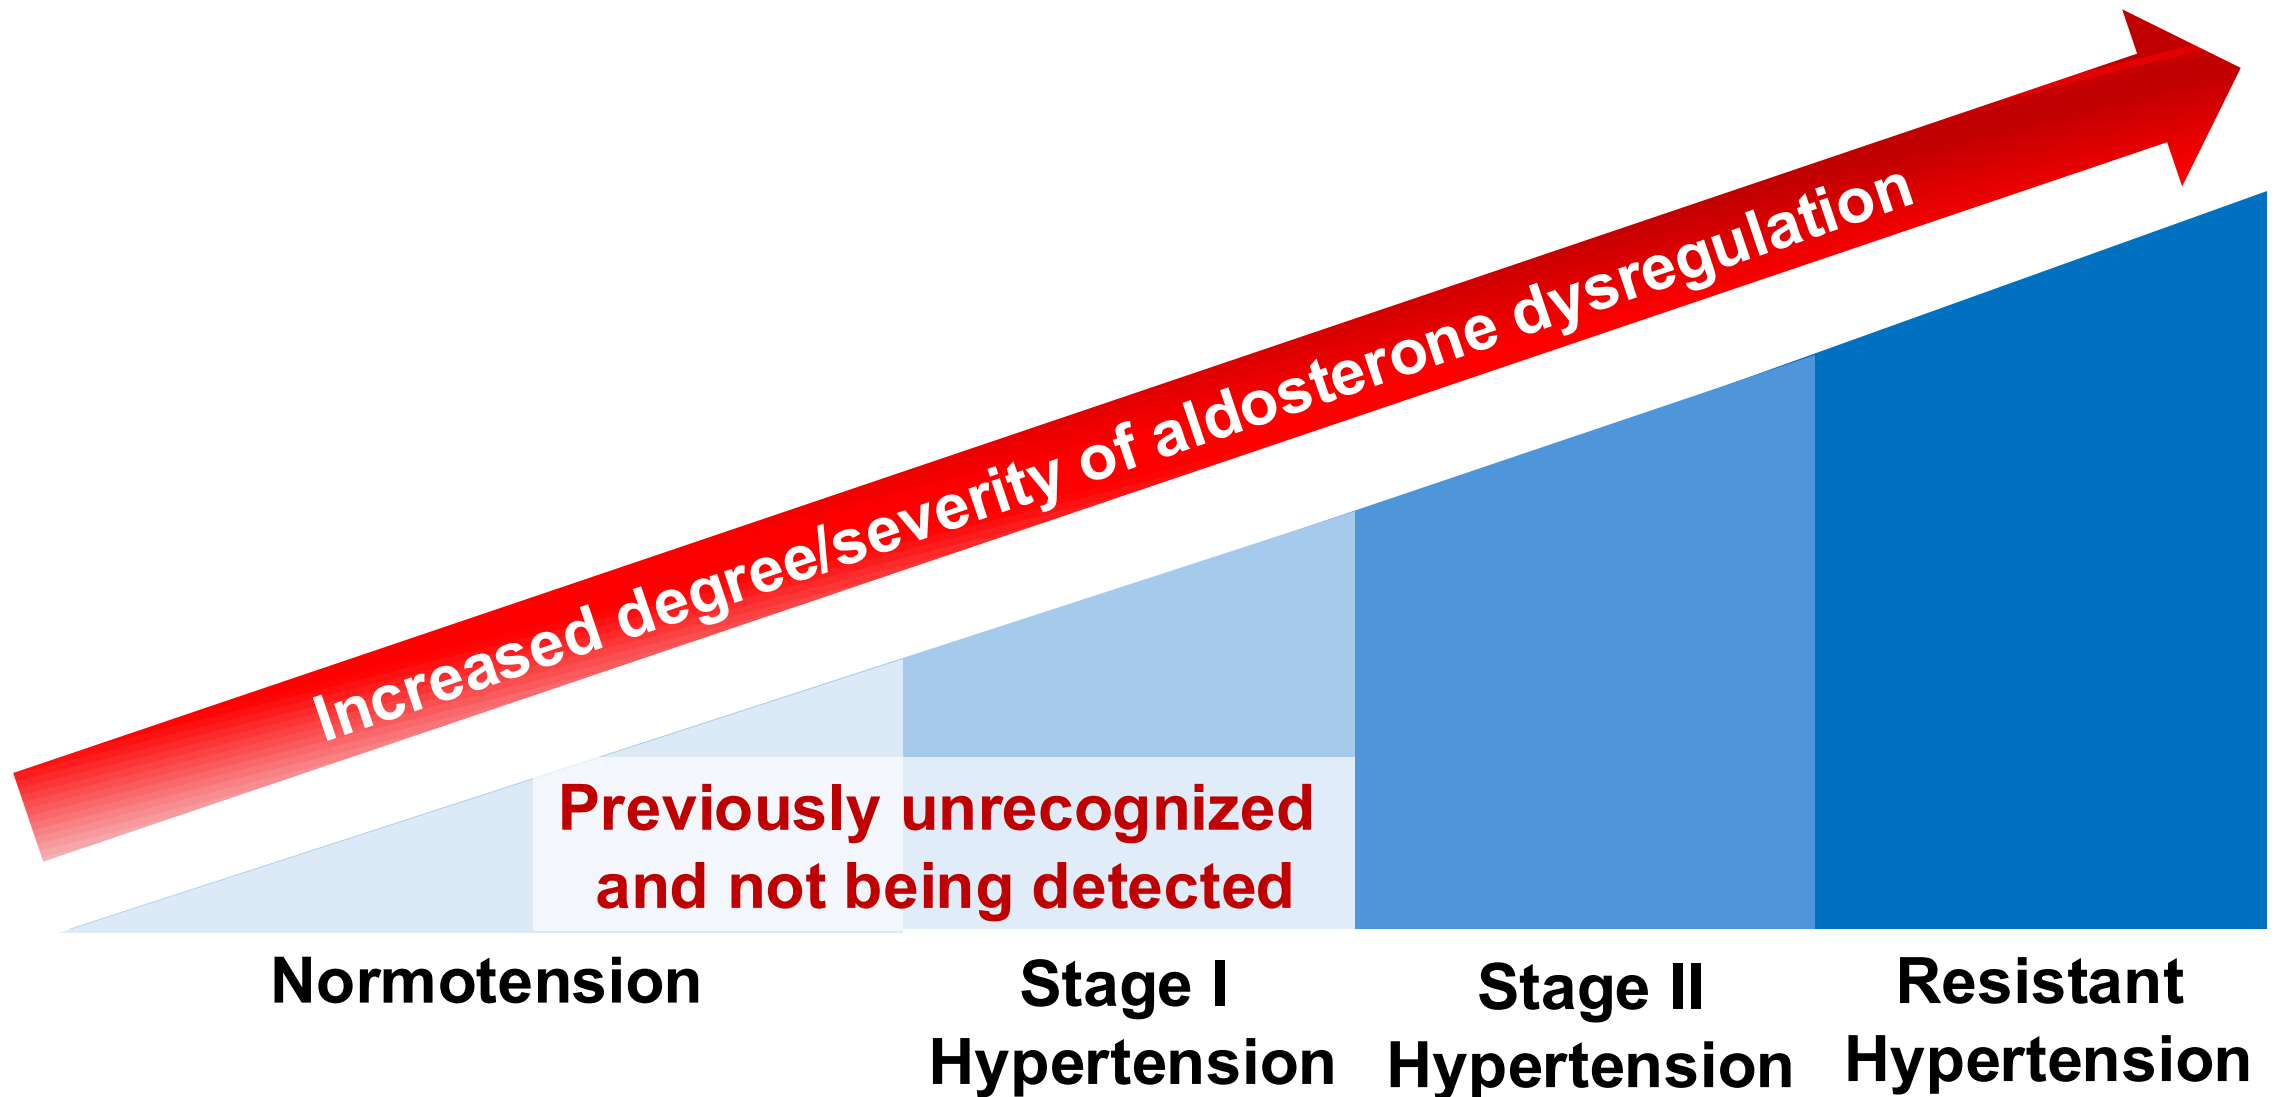 Increased degree/severity of aldosterone dysregulation
Previously unrecognized
and not being detected
Normotension
Stage I
Hypertension
Stage II
Hypertension
Resistant
Hypertension